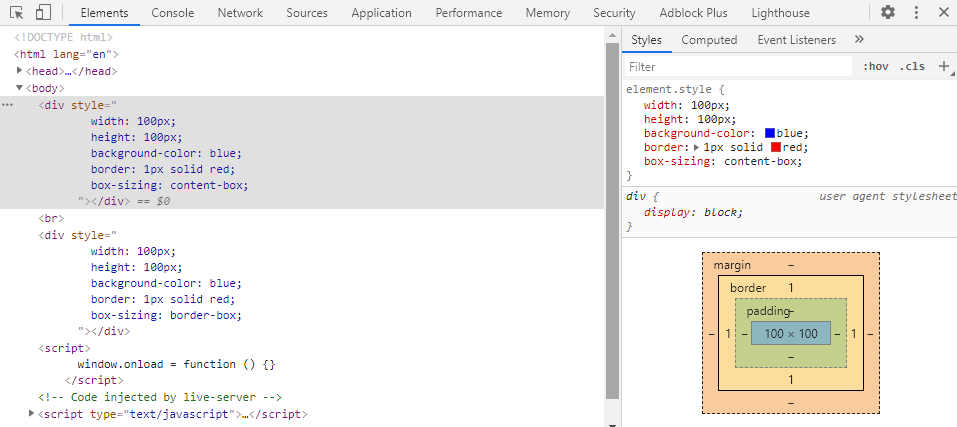 Elements Console Network Sources Application Performance Memory Security Adblock Plus Lighthouse
<!DOCTYPE html>
<html lang="en">
<head>…</head>
<body>
<div style="
width: 100px;
height: 100px;
background-color: blue;
border: 1px solid red;
box-sizing: content-box;
"></div> == $0
<br>
<div style="
width: 100px;
height: 100px;
background-color: blue;
border: 1px solid red;
box-sizing: border-box;
"></div>
<script>
window.onload = function () {}
</script>
<!-- Code injected by live-server -->
<script type="text/javascript">…</script>
Styles Computed Event Listeners »
Filter :hov .cls +
element.style {
width: 100px;
height: 100px;
background-color: blue;
border: 1px solid red;
box-sizing: content-box;
}
div { user agent stylesheet
display: block;
}
margin –
border 1
padding –
– 1 – 100 × 100 – 1 –
–
1
–